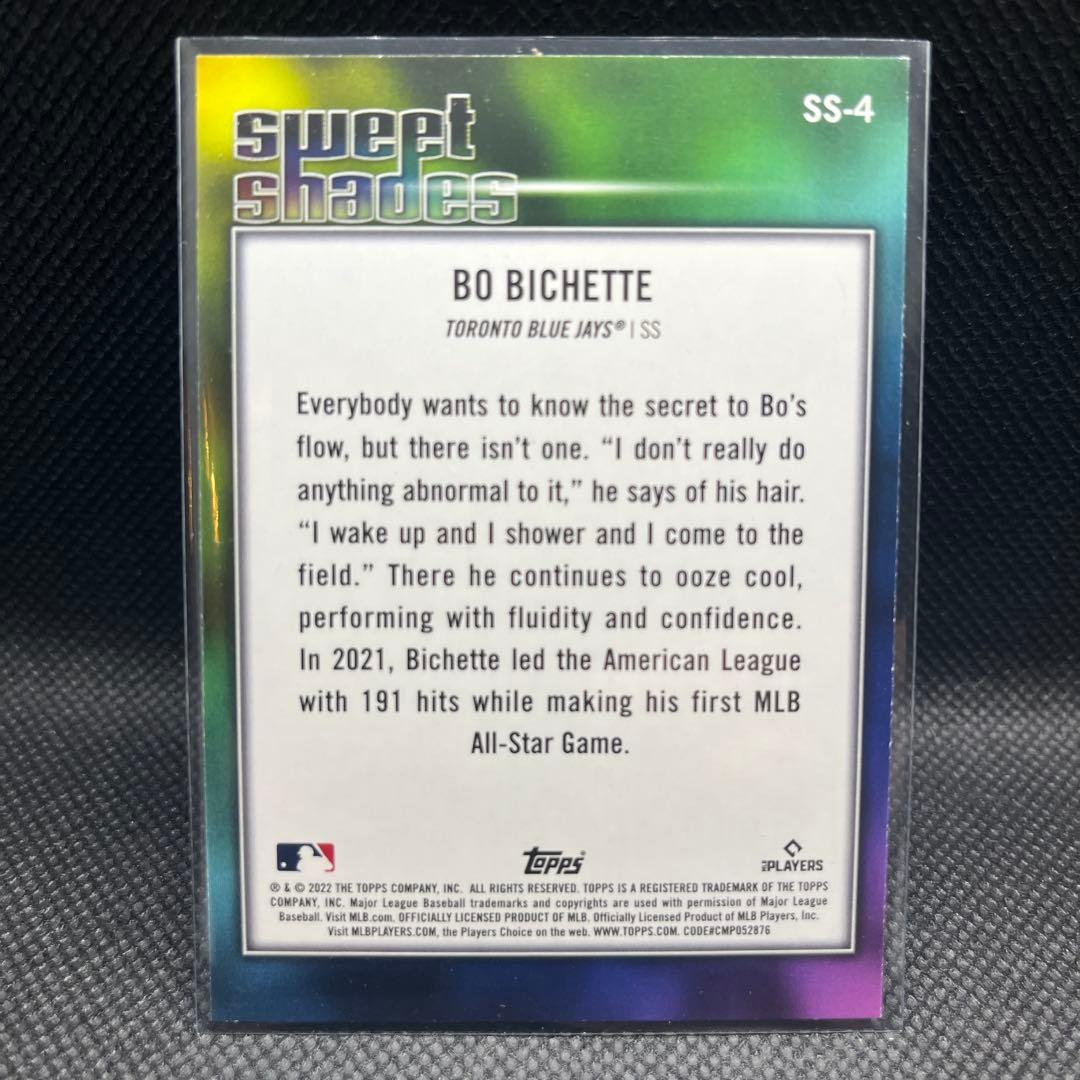 sweet
shades
SS-4
BO BICHETTE
TORONTO BLUE JAYS® | SS
Everybody wants to know the secret to Bo's
flow, but there isn't one. “I don't really do
anything abnormal to it,” he says of his hair.
“I wake up and I shower and I come to the
field.” There he continues to ooze cool,
performing with fluidity and confidence.
In 2021, Bichette led the American League
with 191 hits while making his first MLB
All-Star Game.
topps
PLAYERS
® & © 2022 THE TOPPS COMPANY, INC. ALL RIGHTS RESERVED. TOPPS IS A REGISTERED TRADEMARK OF THE TOPPS
COMPANY, INC. Major League Baseball trademarks and copyrights are used with permission of Major League
Baseball. Visit MLB.com. OFFICIALLY LICENSED PRODUCT OF MLB. Officially Licensed Product of MLB Players, Inc.
Visit MLBPLAYERS.COM, the Players Choice on the web. WWW.TOPPS.COM. CODE#CMP052876